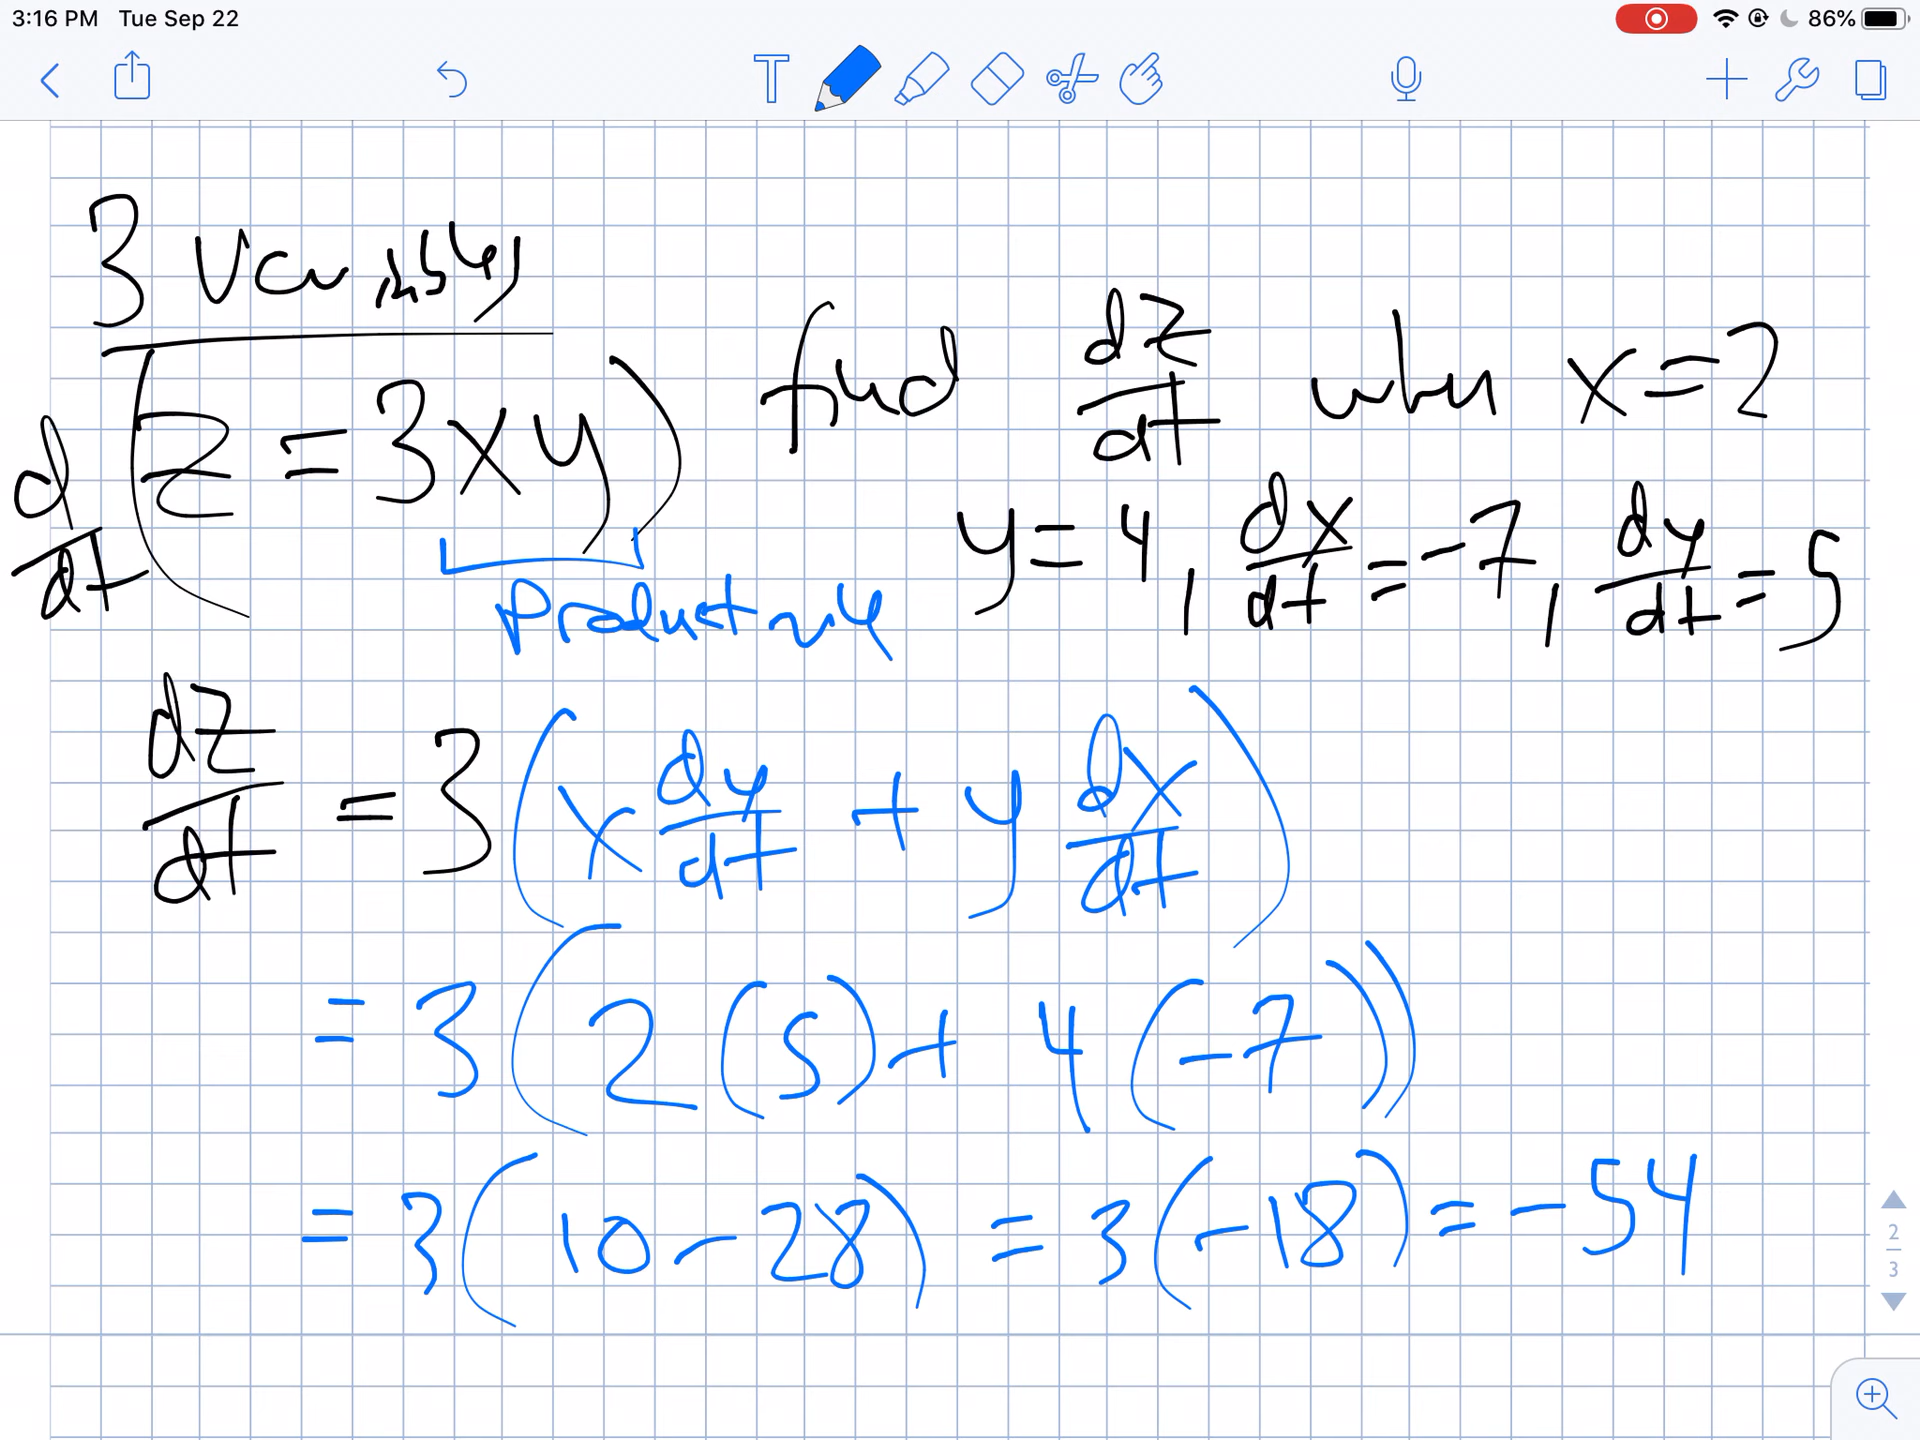 3:16 PM Tue Sep 22
86%
T
3 Variables
d/dt (z = 3xy) find dz/dt when x = 2
y = 4, dx/dt = -7, dy/dt = 5
Product rule
dz/dt = 3 (x dy/dt + y dx/dt)
= 3 (2 (5) + 4 (-7))
= 3 (10 - 28) = 3 (-18) = -54
2
3